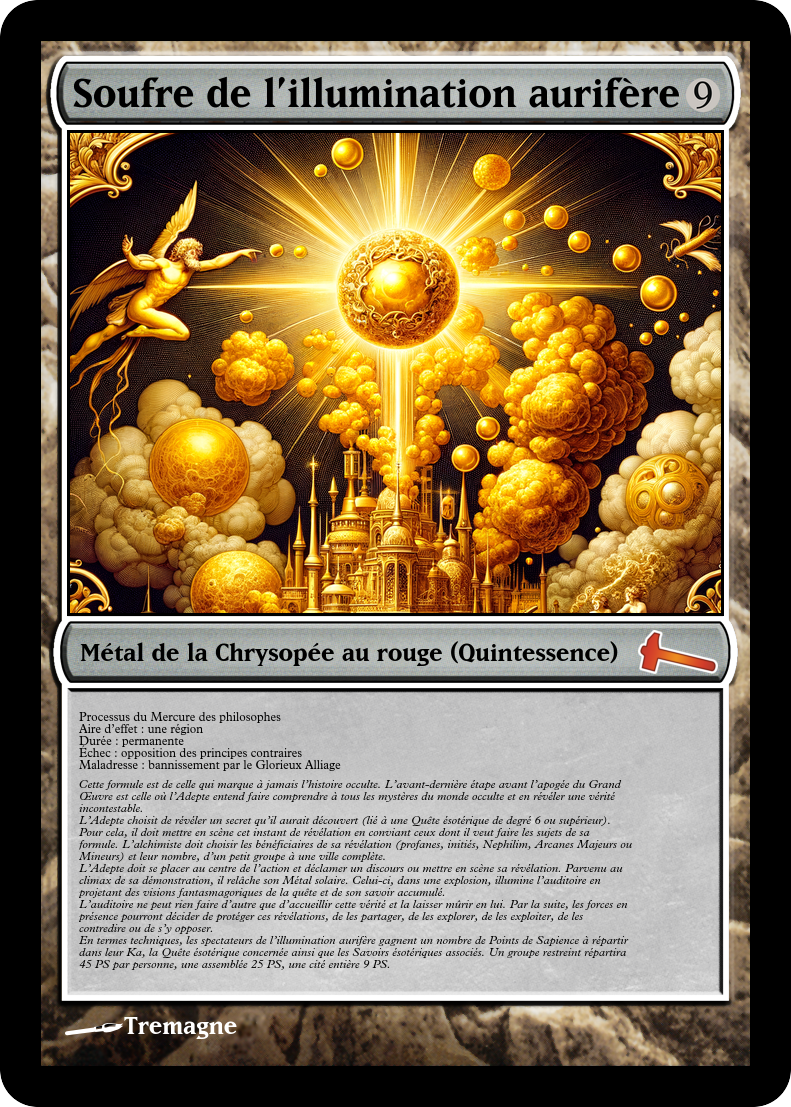 Soufre de l'illumination aurifère 9
Métal de la Chrysopée au rouge (Quintessence)
Processus du Mercure des philosophes
Aire d'effet : une région
Durée : permanente
Échec : opposition des principes contraires
Maladresse : bannissement par le Glorieux Alliage
Cette formule est de celle qui marque à jamais l'histoire occulte. L'avant-dernière étape avant l'apogée du Grand
Œuvre est celle où l'Adepte entend faire comprendre à tous les mystères du monde occulte et en révéler une vérité
incontestable.
L'Adepte choisit de révéler un secret qu'il aurait découvert (lié à une Quête ésotérique de degré 6 ou supérieur).
Pour cela, il doit mettre en scène cet instant de révélation en conviant ceux dont il veut faire les sujets de sa
formule. L'alchimiste doit choisir les bénéficiaires de sa révélation (profanes, initiés, Nephilim, Arcanes Majeurs ou
Mineurs) et leur nombre, d'un petit groupe à une ville complète.
L'Adepte doit se placer au centre de l'action et déclamer un discours ou mettre en scène sa révélation. Parvenu au
climax de sa démonstration, il relâche son Métal solaire. Celui-ci, dans une explosion, illumine l'auditoire en
projetant des visions fantasmagoriques de la quête et de son savoir accumulé.
L'auditoire ne peut rien faire d'autre que d'accueillir cette vérité et la laisser mûrir en lui. Par la suite, les forces en
présence pourront décider de protéger ces révélations, de les partager, de les explorer, de les exploiter, de les
contredire ou de s'y opposer.
En termes techniques, les spectateurs de l'illumination aurifère gagnent un nombre de Points de Sapience à répartir
dans leur Ka, la Quête ésotérique concernée ainsi que les Savoirs ésotériques associés. Un groupe restreint répartira
45 PS par personne, une assemblée 25 PS, une cité entière 9 PS.
Tremagne